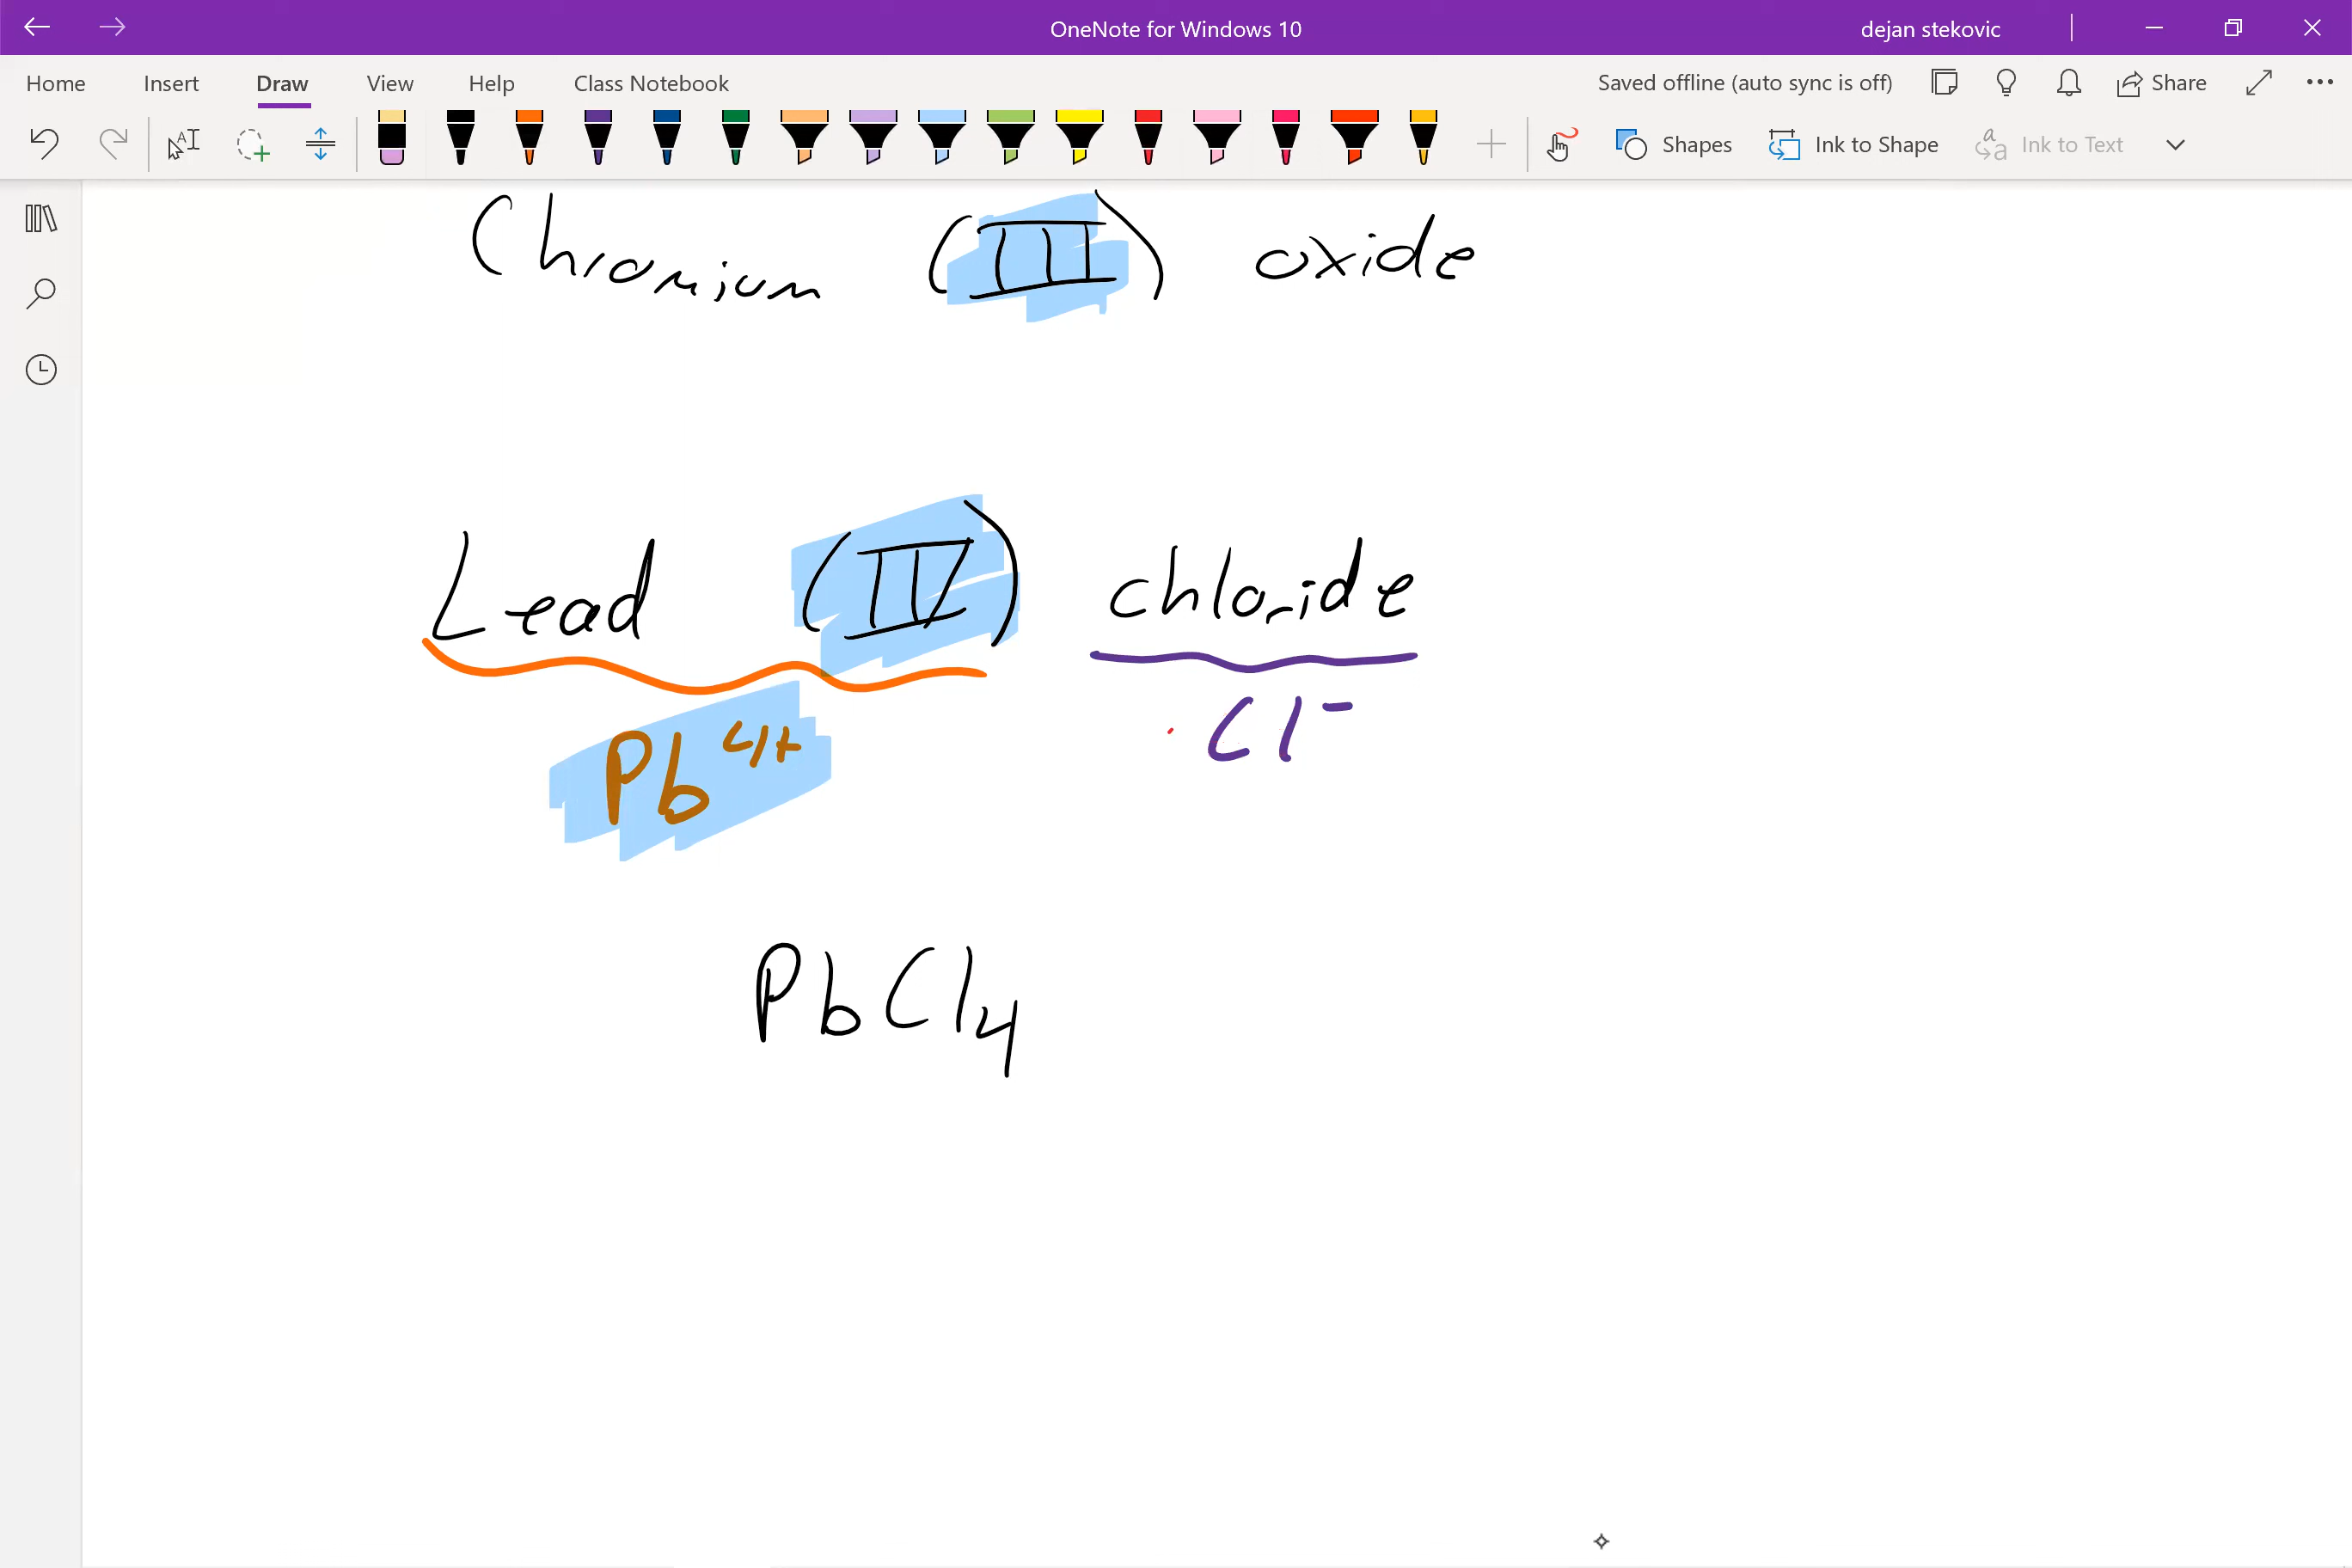 OneNote for Windows 10
dejan stekovic
Home Insert Draw View Help Class Notebook
Saved offline (auto sync is off)
Share
Shapes
Ink to Shape
Ink to Text
Chromium (III) oxide
Lead (IV) chloride
Pb⁴⁺
Cl⁻
PbCl₄